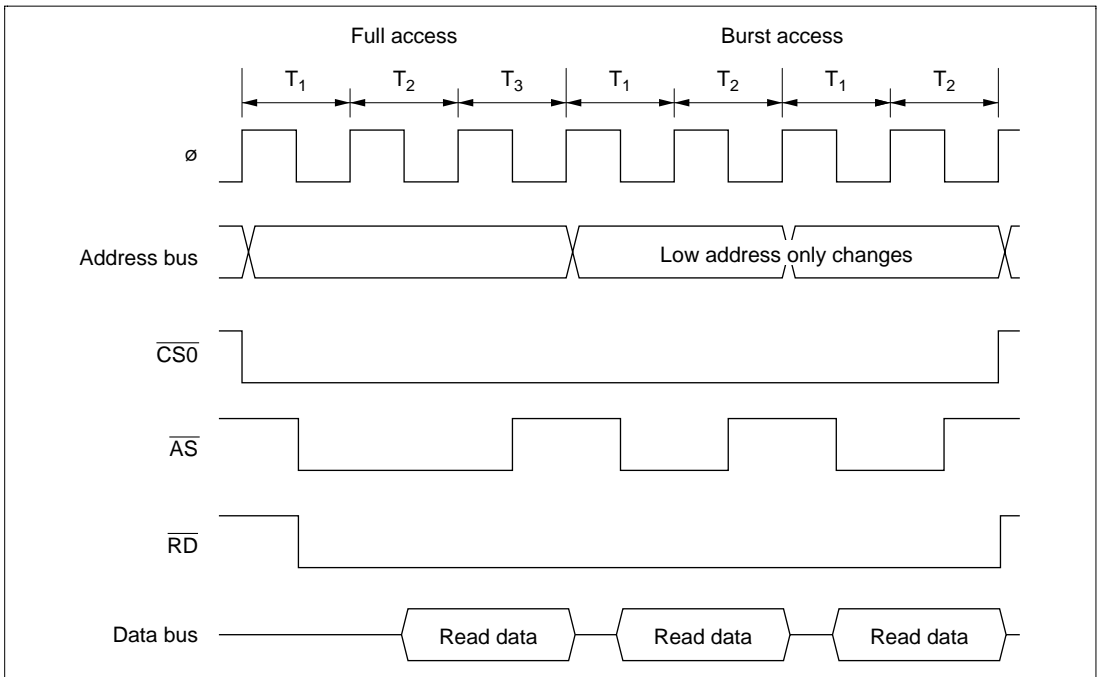 Full access Burst access
T1 T2 T3 T1 T2 T1 T2
ø
Address bus Low address only changes
CS0
AS
RD
Data bus Read data Read data Read data